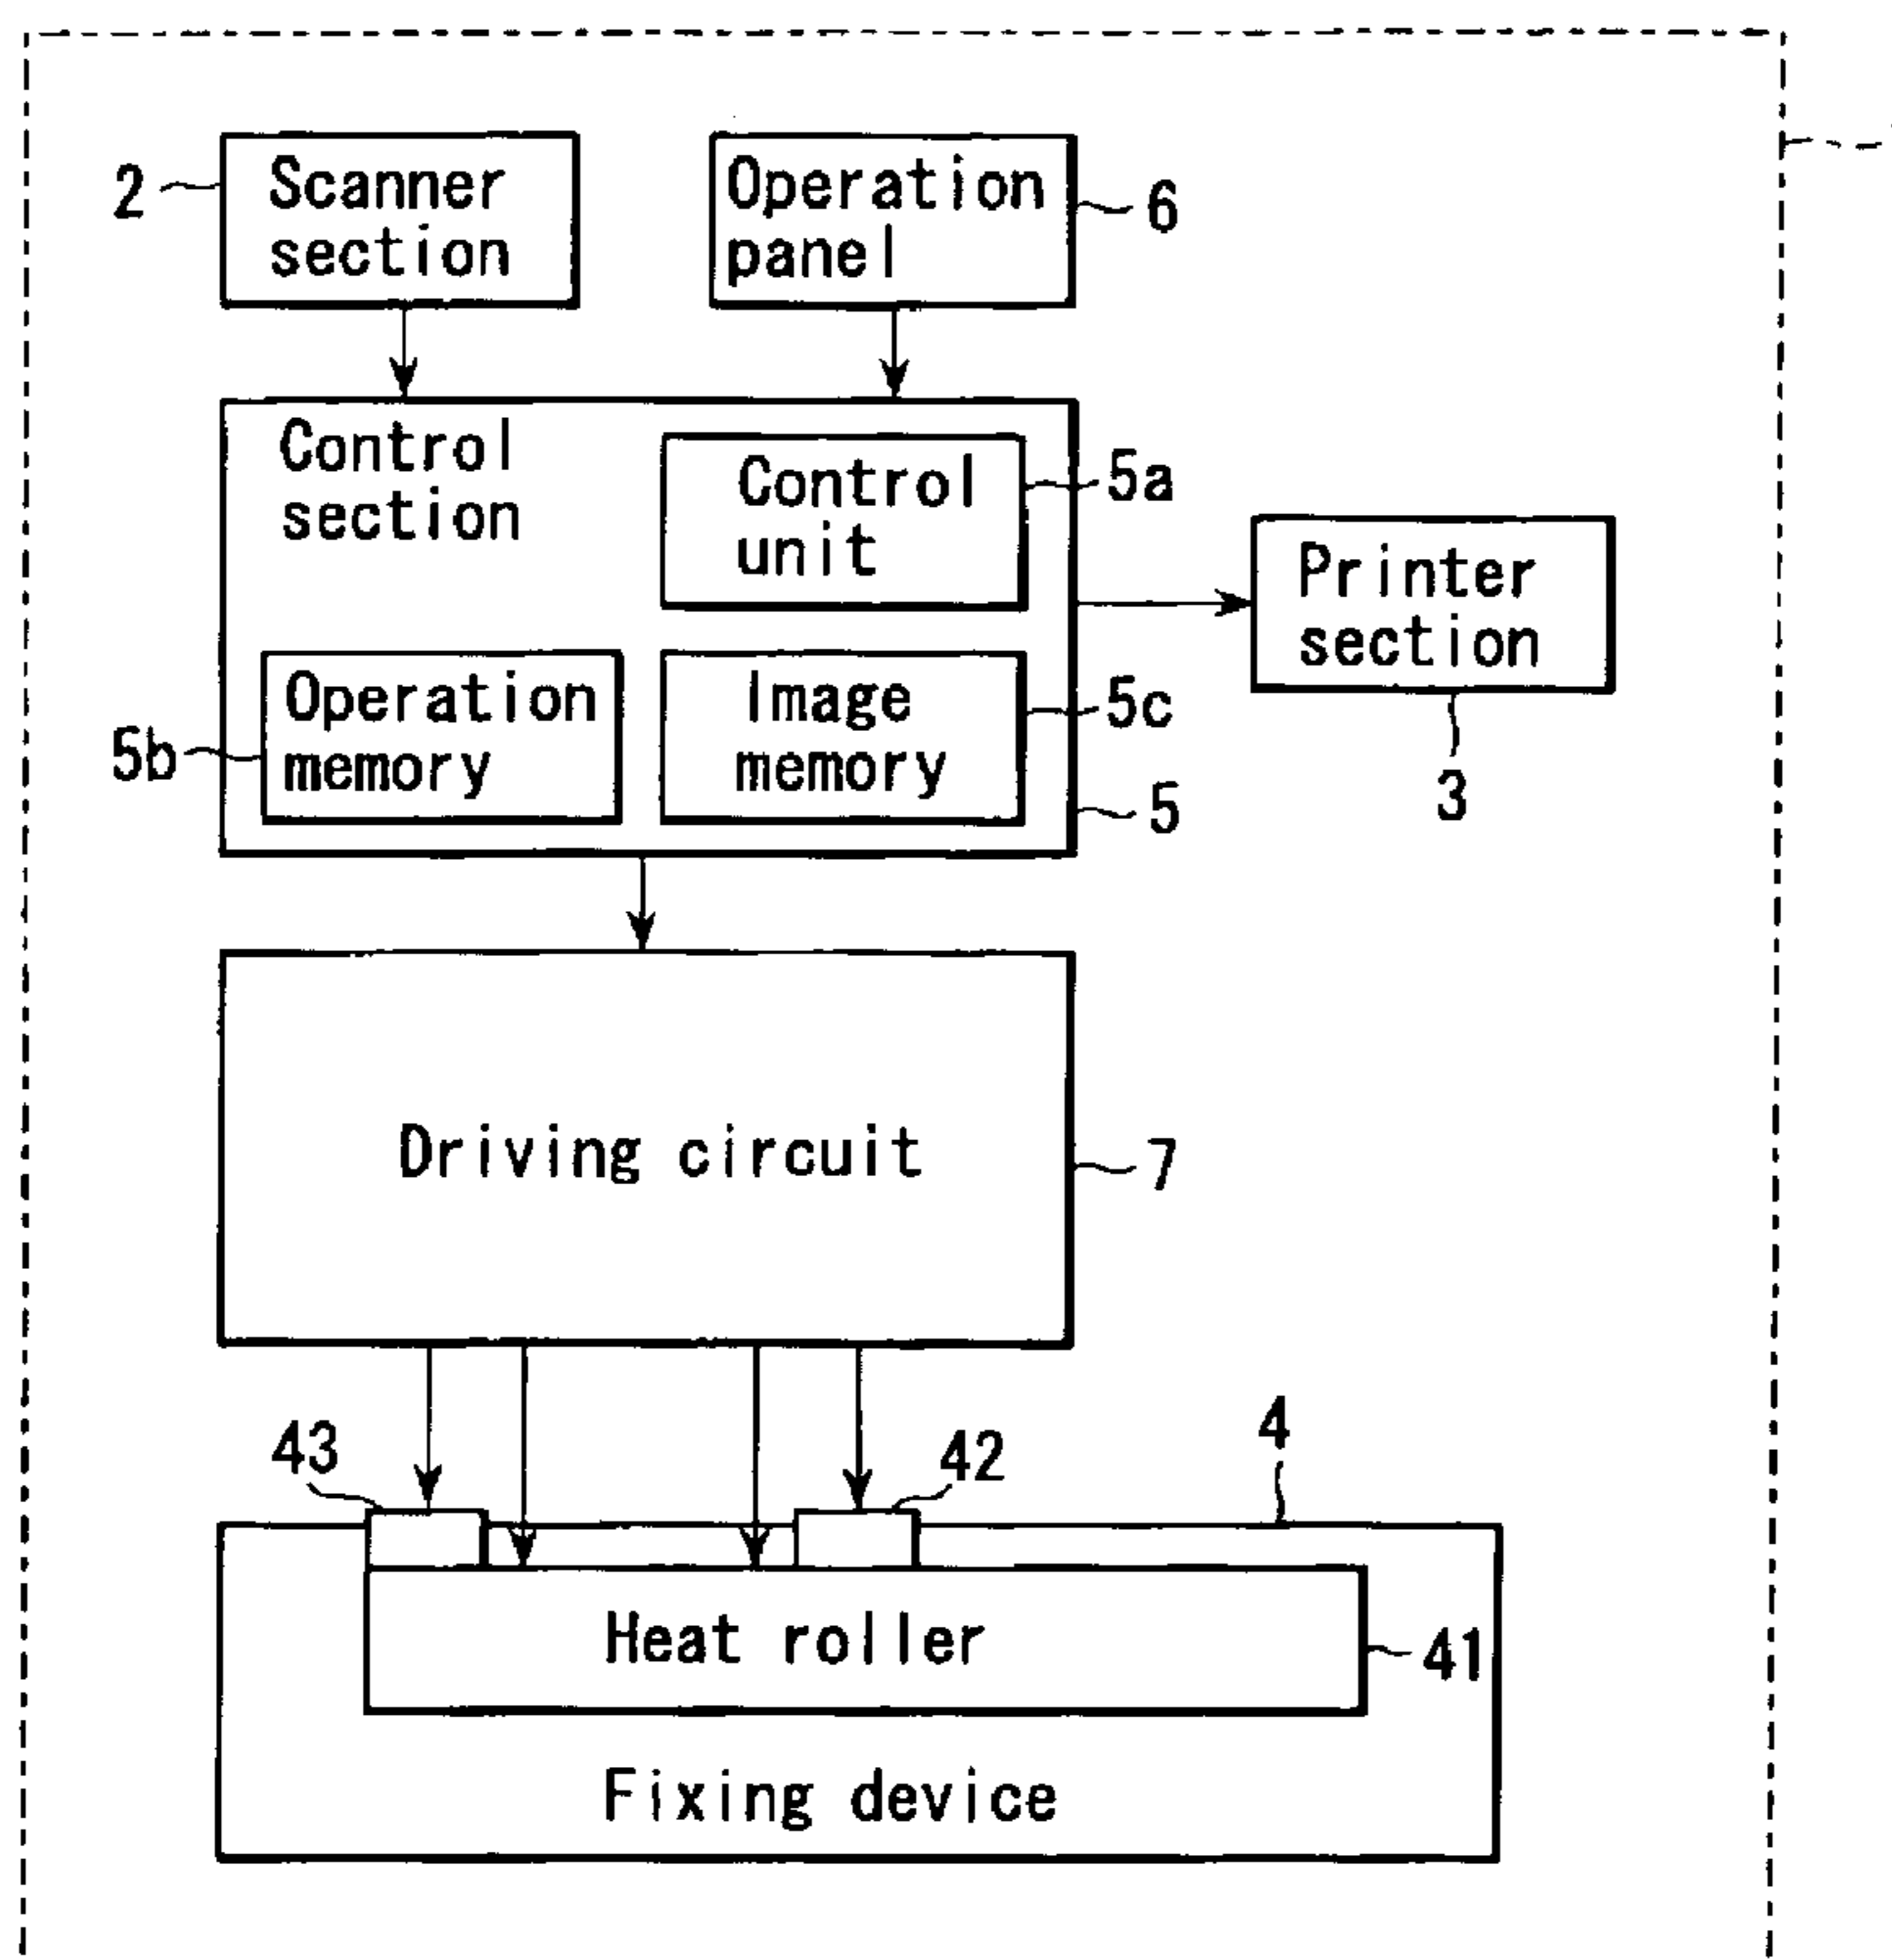 2
Scanner
section
Operation
panel
6
Control
section
Control
unit
5a
Printer
section
3
Operation
memory
5b
Image
memory
5c
5
Driving circuit
7
43
42
4
Heat roller
41
Fixing device